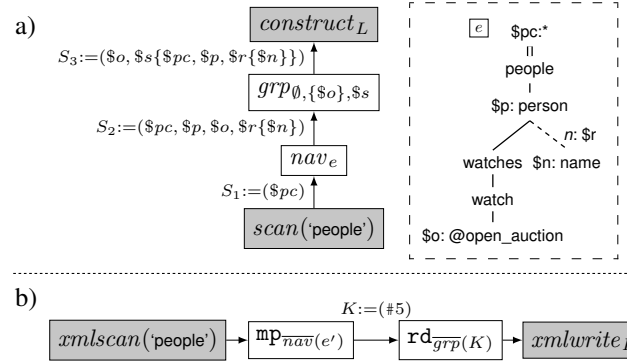 a)
construct_L
S_3:=($o, $s{$pc, $p, $r{$n}})
grp_∅,{$o},$s
S_2:=($pc, $p, $o, $r{$n})
nav_e
S_1:=($pc)
scan('people')
e $pc:*
people
$p: person
n: $r
watches $n: name
watch
$o: @open_auction
b)
K:=(#5)
xmlscan('people') mp_nav(e′) rd_grp(K)